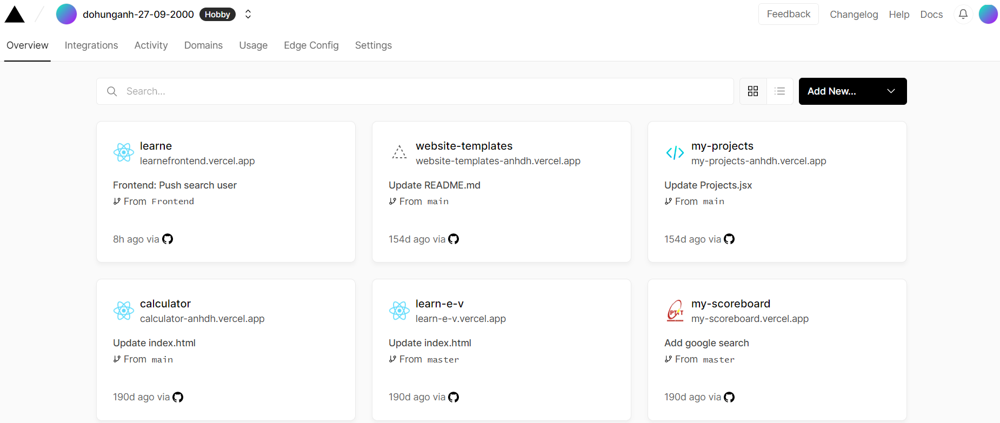 dohunganh-27-09-2000 Hobby
Feedback Changelog Help Docs
Overview Integrations Activity Domains Usage Edge Config Settings
Search...
Add New...
learne
learnefrontend.vercel.app
Frontend: Push search user
From Frontend
8h ago via
website-templates
website-templates-anhdh.vercel.app
Update README.md
From main
154d ago via
my-projects
my-projects-anhdh.vercel.app
Update Projects.jsx
From main
154d ago via
calculator
calculator-anhdh.vercel.app
Update index.html
From main
190d ago via
learn-e-v
learn-e-v.vercel.app
Update index.html
From master
190d ago via
PTIT
my-scoreboard
my-scoreboard.vercel.app
Add google search
From master
190d ago via